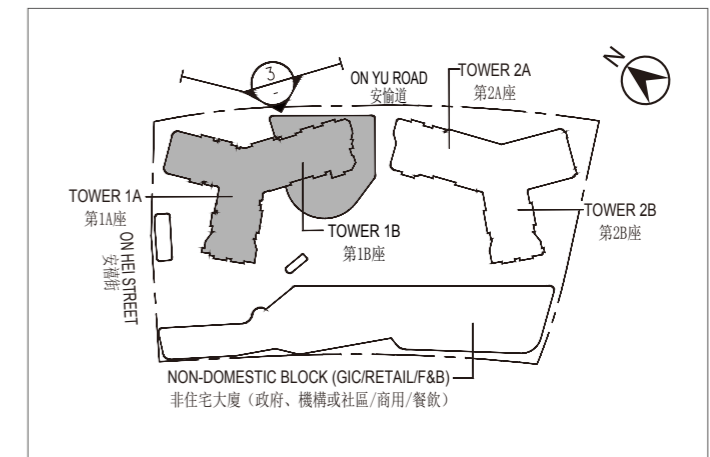 3
-
N
ON YU ROAD
安愉道
TOWER 2A
第2A座
TOWER 1A
第1A座
TOWER 1B
第1B座
TOWER 2B
第2B座
ON HEI STREET
安禧街
NON-DOMESTIC BLOCK (GIC/RETAIL/F&B)
非住宅大廈（政府、機構或社區/商用/餐飲）